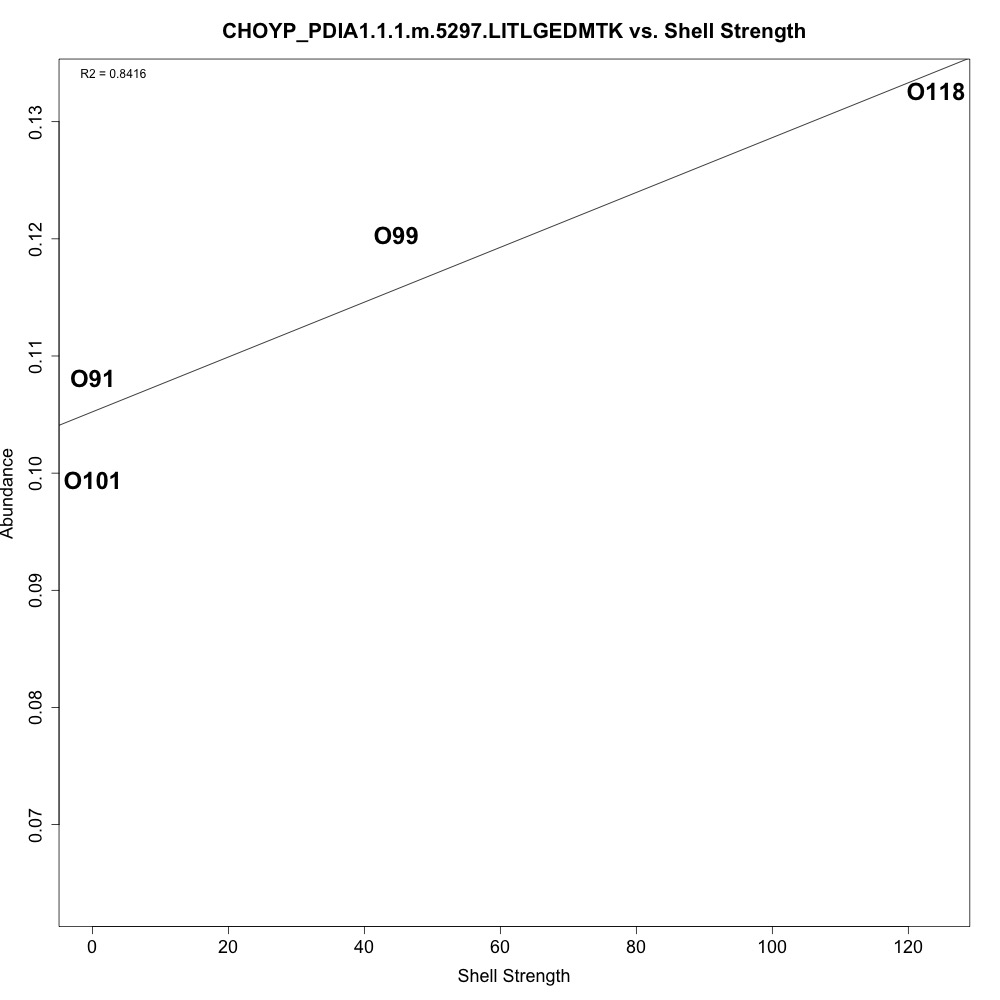 CHOYP_PDIA1.1.1.m.5297.LITLGEDMTK vs. Shell Strength
R2 = 0.8416
O118
0.13
O99
0.12
0.11
O91
0.10
O101
Abundance
0.09
0.08
0.07
0 20 40 60 80 100 120
Shell Strength